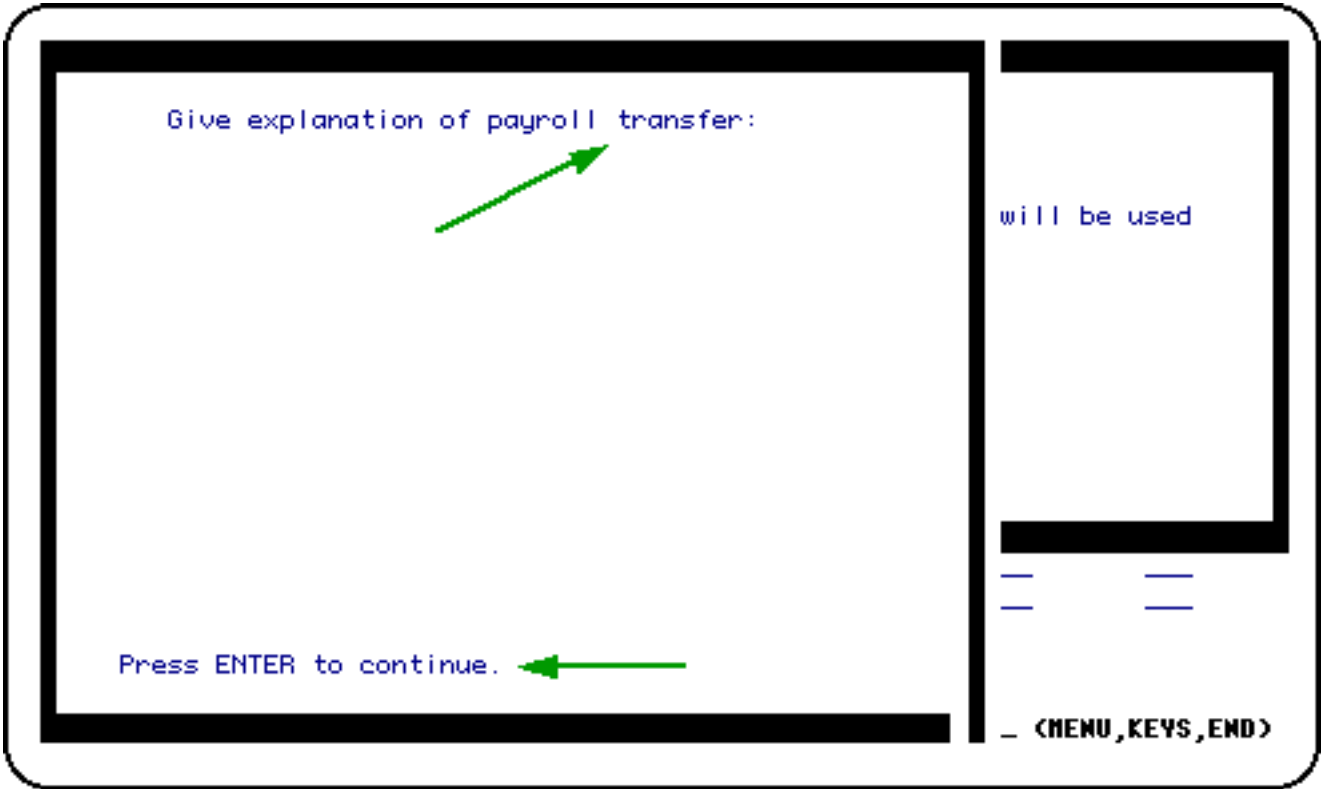 Give explanation of payroll transfer:
will be used
Press ENTER to continue.
_ (MENU,KEYS,END)